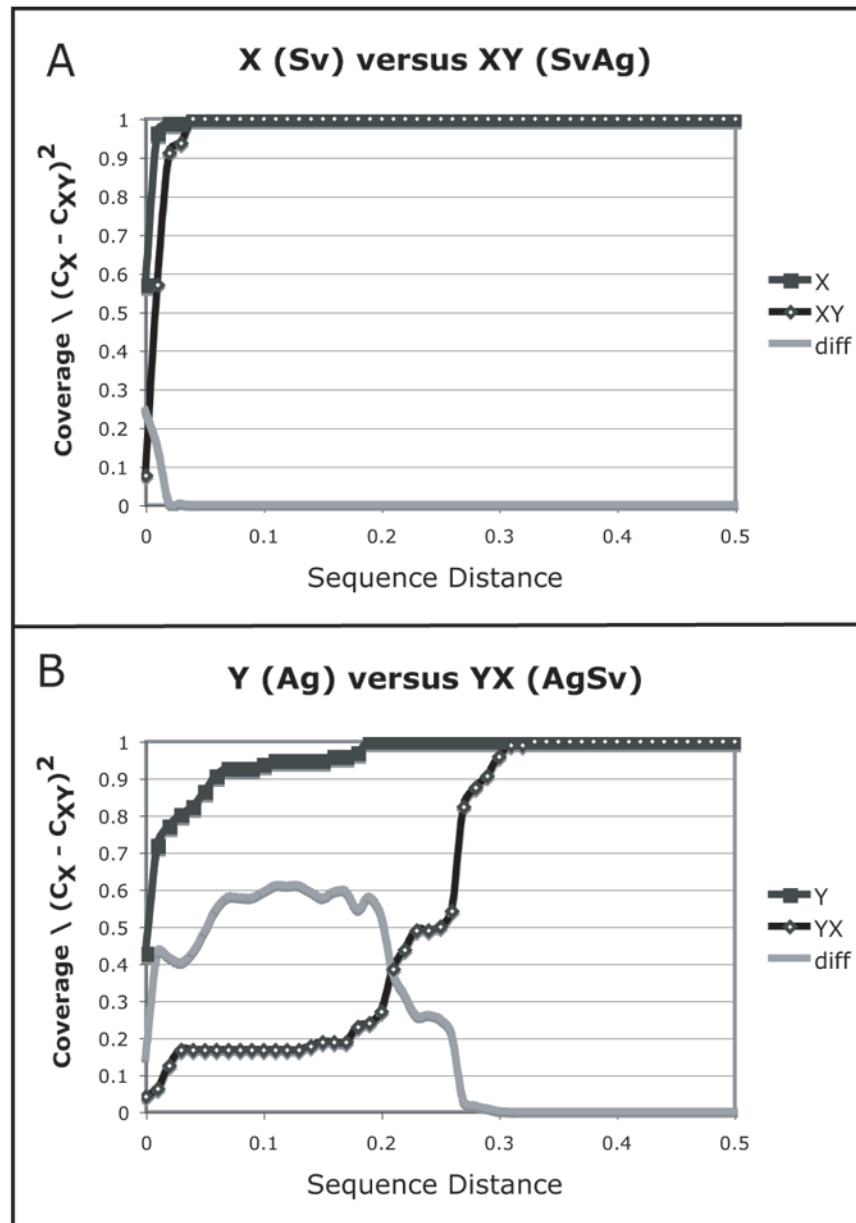 A
X (Sv) versus XY (SvAg)
Coverage \ (CX - CXY)2
1
0.9
0.8
0.7
0.6
0.5
0.4
0.3
0.2
0.1
0
0 0.1 0.2 0.3 0.4 0.5
Sequence Distance
X
XY
diff
B
Y (Ag) versus YX (AgSv)
Coverage \ (CX - CXY)2
1
0.9
0.8
0.7
0.6
0.5
0.4
0.3
0.2
0.1
0
0 0.1 0.2 0.3 0.4 0.5
Sequence Distance
Y
YX
diff